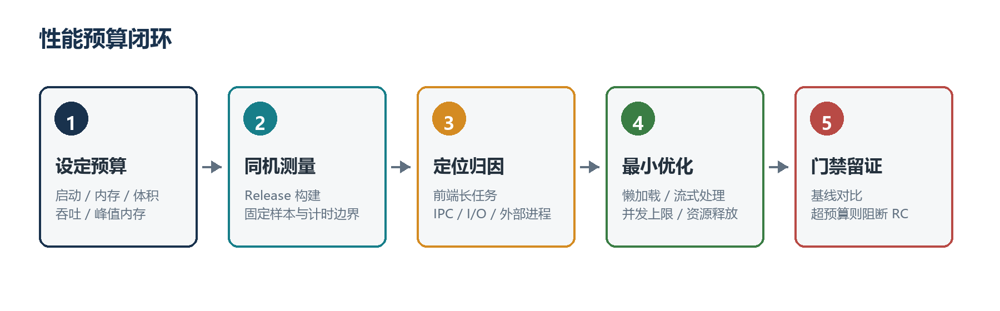 性能预算闭环
1
设定预算
启动 / 内存 / 体积
吞吐 / 峰值内存
2
同机测量
Release 构建
固定样本与计时边界
3
定位归因
前端长任务
IPC / I/O / 外部进程
4
最小优化
懒加载 / 流式处理
并发上限 / 资源释放
5
门禁留证
基线对比
超预算则阻断 RC